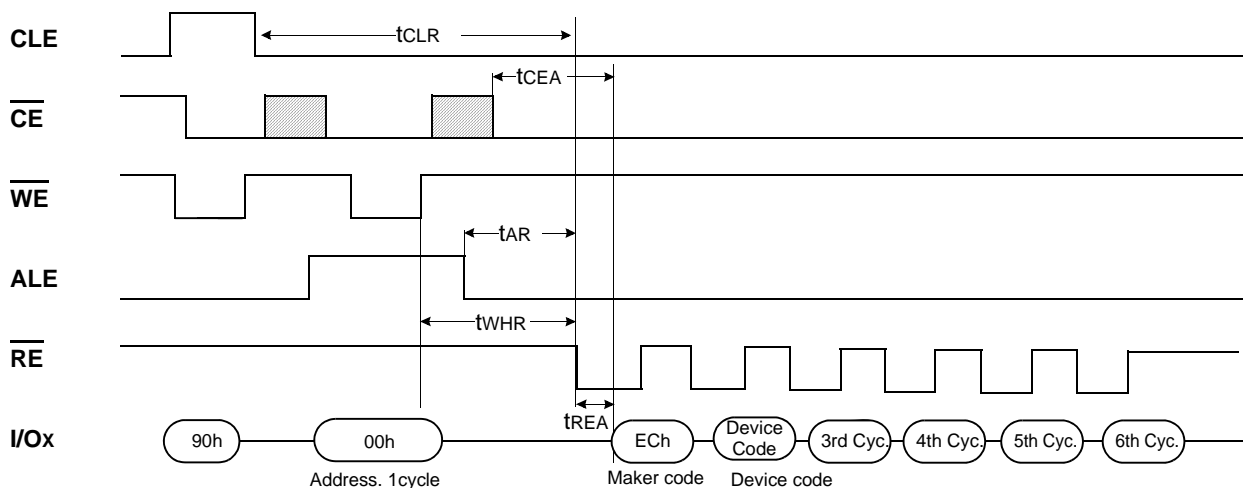 CLE
tCLR
tCEA
CE
WE
tAR
ALE
tWHR
RE
tREA
I/Ox
90h
00h
ECh
Device
Code
3rd Cyc.
4th Cyc.
5th Cyc.
6th Cyc.
Address. 1cycle
Maker code
Device code